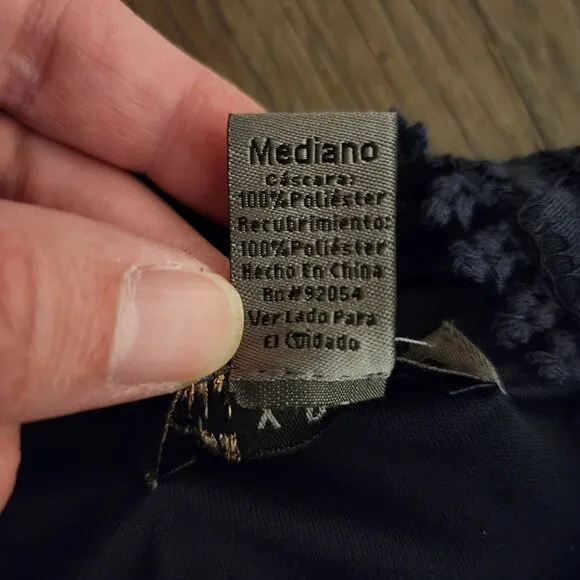 Mediano
Cáscara:
100% Poliéster
Recubrimiento:
100% Poliéster
Hecho En China
Rn#92054
Ver Lado Para
El Cuidado